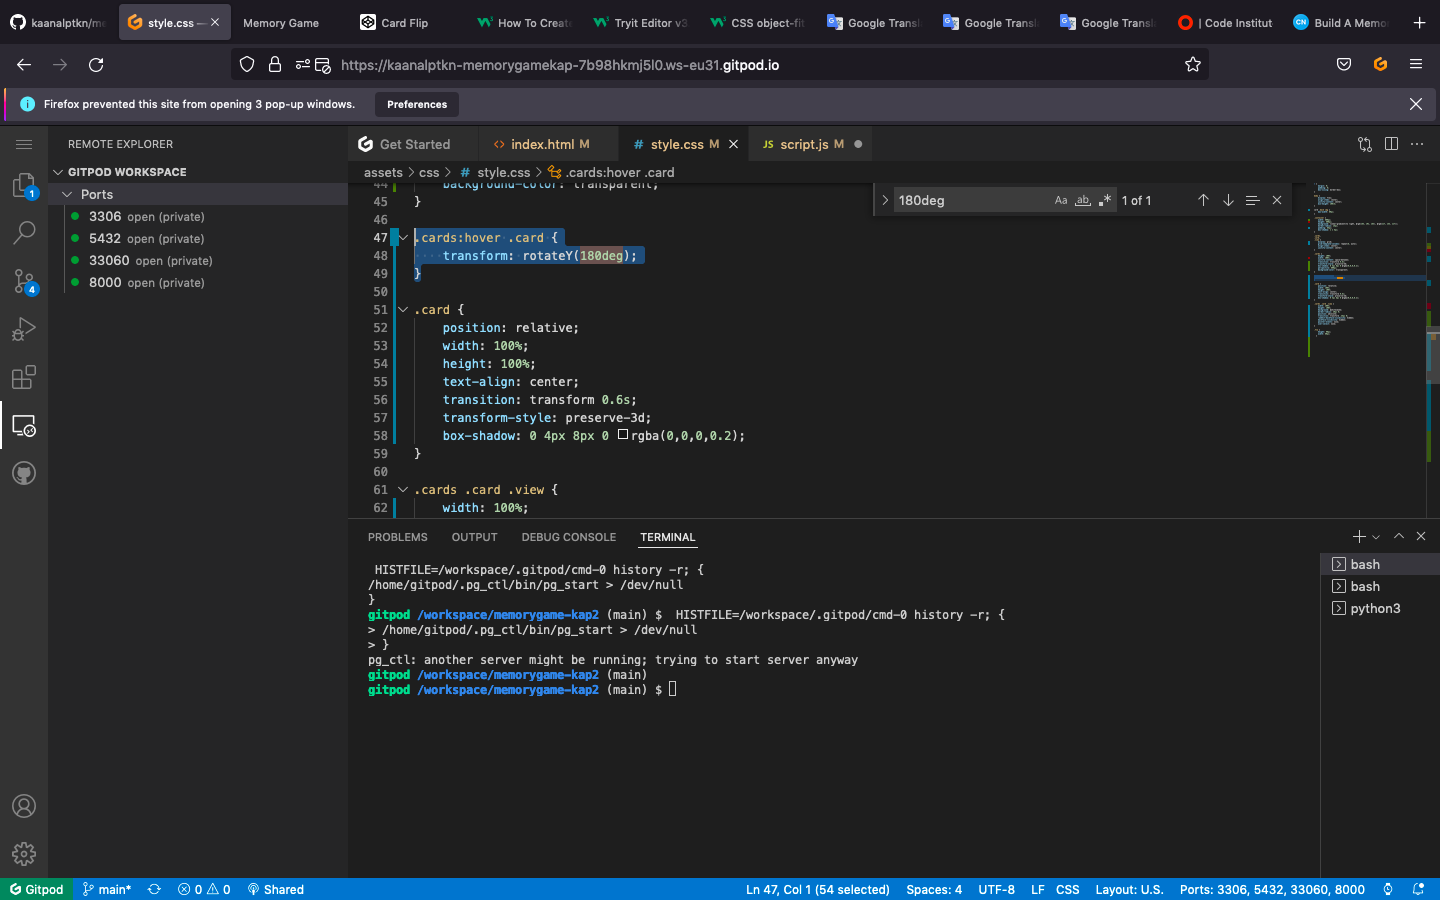 kaanalptkn/me
style.css —
Memory Game
Card Flip
How To Create
Tryit Editor v3
CSS object-fit
Google Transl
Google Transl
Google Transl
| Code Institut
Build A Memo
https://kaanalptkn-memorygamekap-7b98hkmj5l0.ws-eu31.gitpod.io
Firefox prevented this site from opening 3 pop-up windows.
Preferences
REMOTE EXPLORER
Get Started
index.html M
# style.css M
JS script.js M
GITPOD WORKSPACE
assets > css > # style.css > .cards:hover .card
Ports
3306 open (private)
5432 open (private)
33060 open (private)
8000 open (private)
1
4
180deg
Aa ab .* 1 of 1
44 background-color: transparent;
45 }
46
47 .cards:hover .card {
48 transform: rotateY(180deg);
49 }
50
51 .card {
52 position: relative;
53 width: 100%;
54 height: 100%;
55 text-align: center;
56 transition: transform 0.6s;
57 transform-style: preserve-3d;
58 box-shadow: 0 4px 8px 0 rgba(0,0,0,0.2);
59 }
60
61 .cards .card .view {
62 width: 100%;
PROBLEMS OUTPUT DEBUG CONSOLE TERMINAL
HISTFILE=/workspace/.gitpod/cmd-0 history -r; {
/home/gitpod/.pg_ctl/bin/pg_start > /dev/null
}
gitpod /workspace/memorygame-kap2 (main) $  HISTFILE=/workspace/.gitpod/cmd-0 history -r; {
> /home/gitpod/.pg_ctl/bin/pg_start > /dev/null
> }
pg_ctl: another server might be running; trying to start server anyway
gitpod /workspace/memorygame-kap2 (main)
gitpod /workspace/memorygame-kap2 (main) $
bash
bash
python3
Gitpod main* 0 0 Shared
Ln 47, Col 1 (54 selected) Spaces: 4 UTF-8 LF CSS Layout: U.S. Ports: 3306, 5432, 33060, 8000